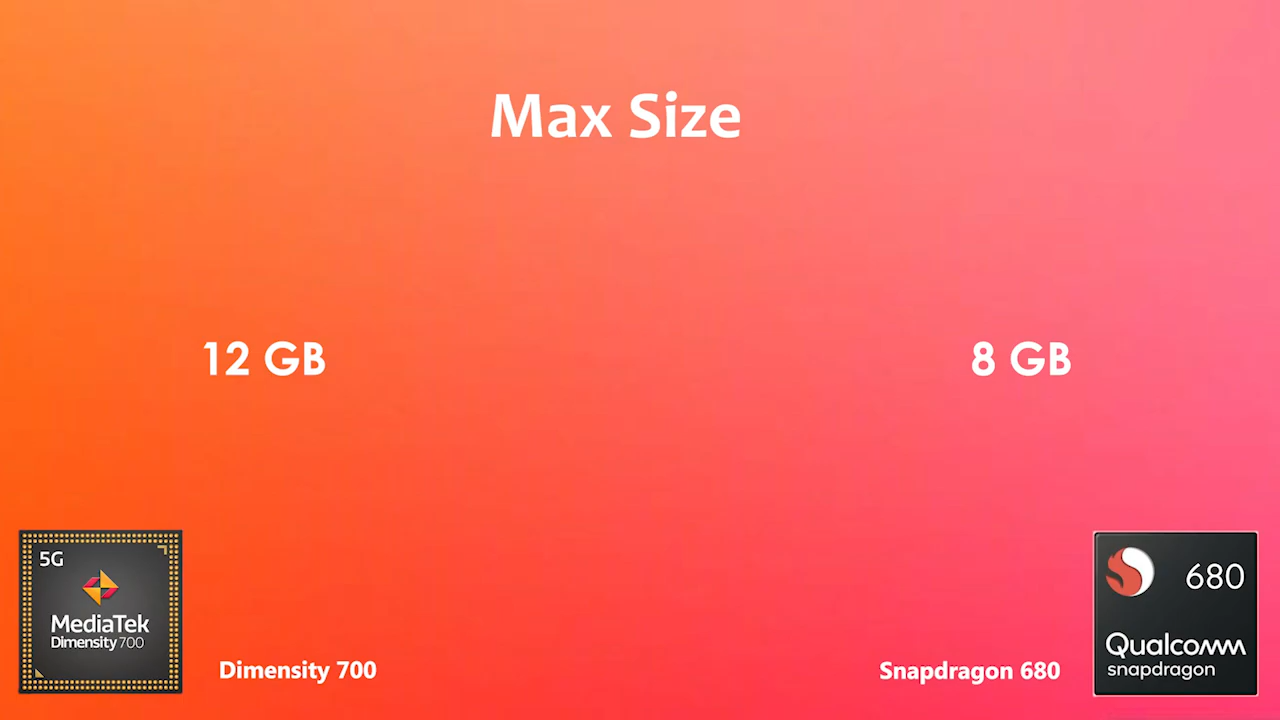 Max Size
12 GB
8 GB
5G
MediaTek
Dimensity 700
Dimensity 700
Snapdragon 680
680
Qualcomm
snapdragon